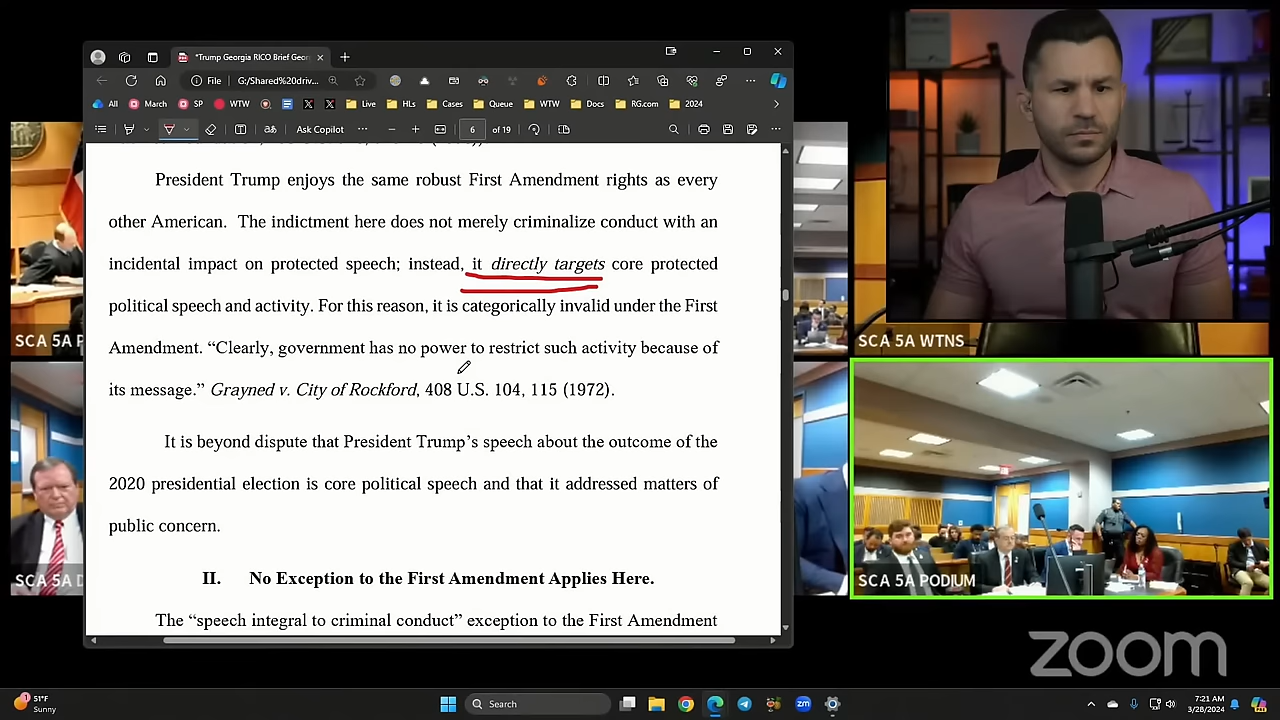 *Trump Georgia RICO Brief Geor
File
G:/Shared%20driv...
All
March
SP
WTW
Live
HLs
Cases
Queue
WTW
Docs
RG.com
2024
Ask Copilot
6
of 19
President Trump enjoys the same robust First Amendment rights as every
other American. The indictment here does not merely criminalize conduct with an
incidental impact on protected speech; instead, it directly targets core protected
political speech and activity. For this reason, it is categorically invalid under the First
Amendment. “Clearly, government has no power to restrict such activity because of
its message.” Grayned v. City of Rockford, 408 U.S. 104, 115 (1972).
It is beyond dispute that President Trump’s speech about the outcome of the
2020 presidential election is core political speech and that it addressed matters of
public concern.
II. No Exception to the First Amendment Applies Here.
The “speech integral to criminal conduct” exception to the First Amendment
SCA 5A P
SCA 5A WTNS
SCA 5A D
SCA 5A PODIUM
zoom
51°F
Sunny
Search
zm
7:21 AM
3/28/2024